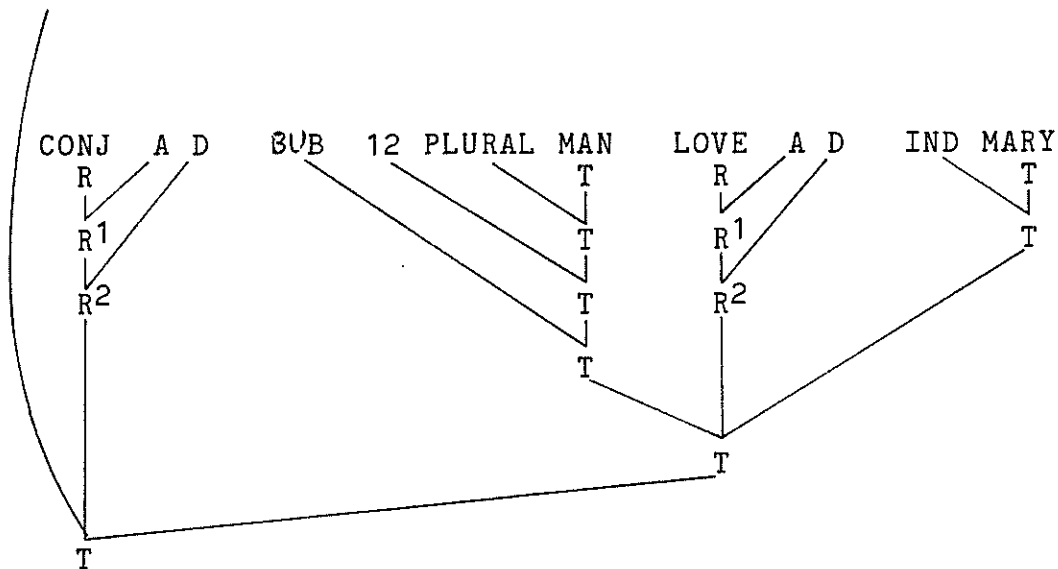 CONJ A D SUB 12 PLURAL MAN LOVE A D IND MARY
R T R T
R¹ T R¹ T
R² T R²
T
T
T